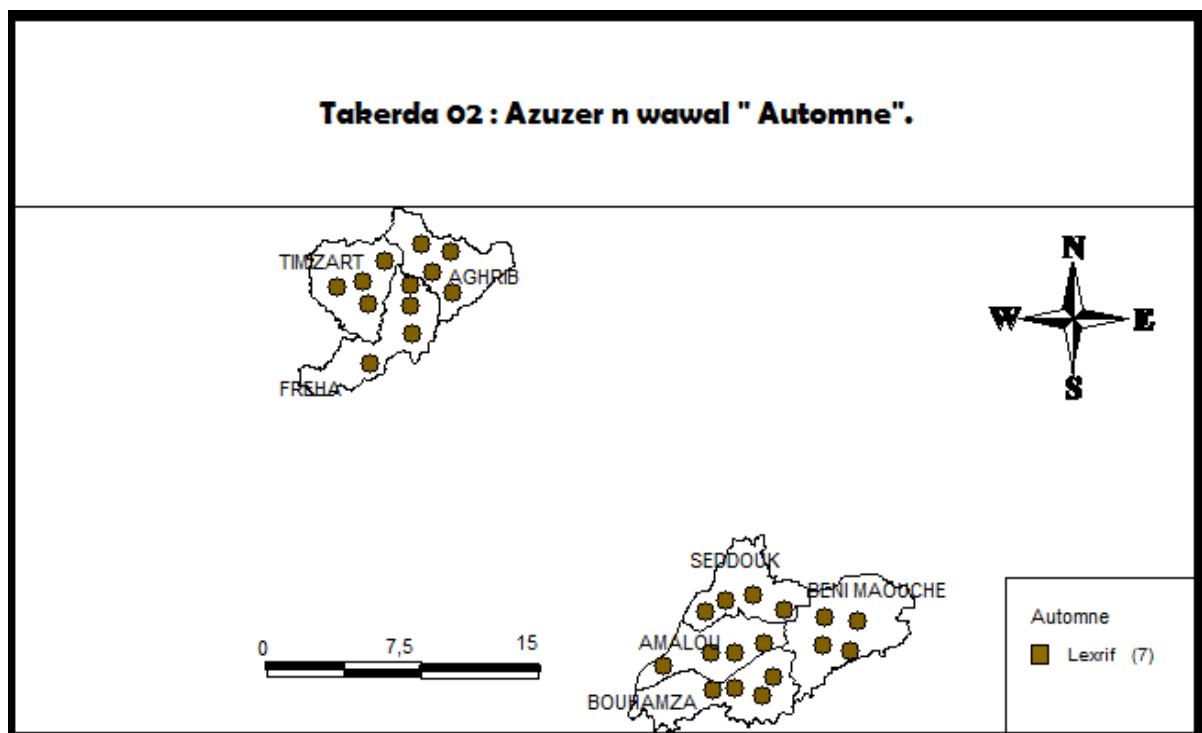 Takerda 02 : Azuzer n wawal " Automne".
TIMIZART
AGHRIB
FREHA
N
W
E
S
SEDDOUK
BENI MAOUCHE
AMALOU
BOUHAMZA
0 7,5 15
Automne
Lexrif (7)